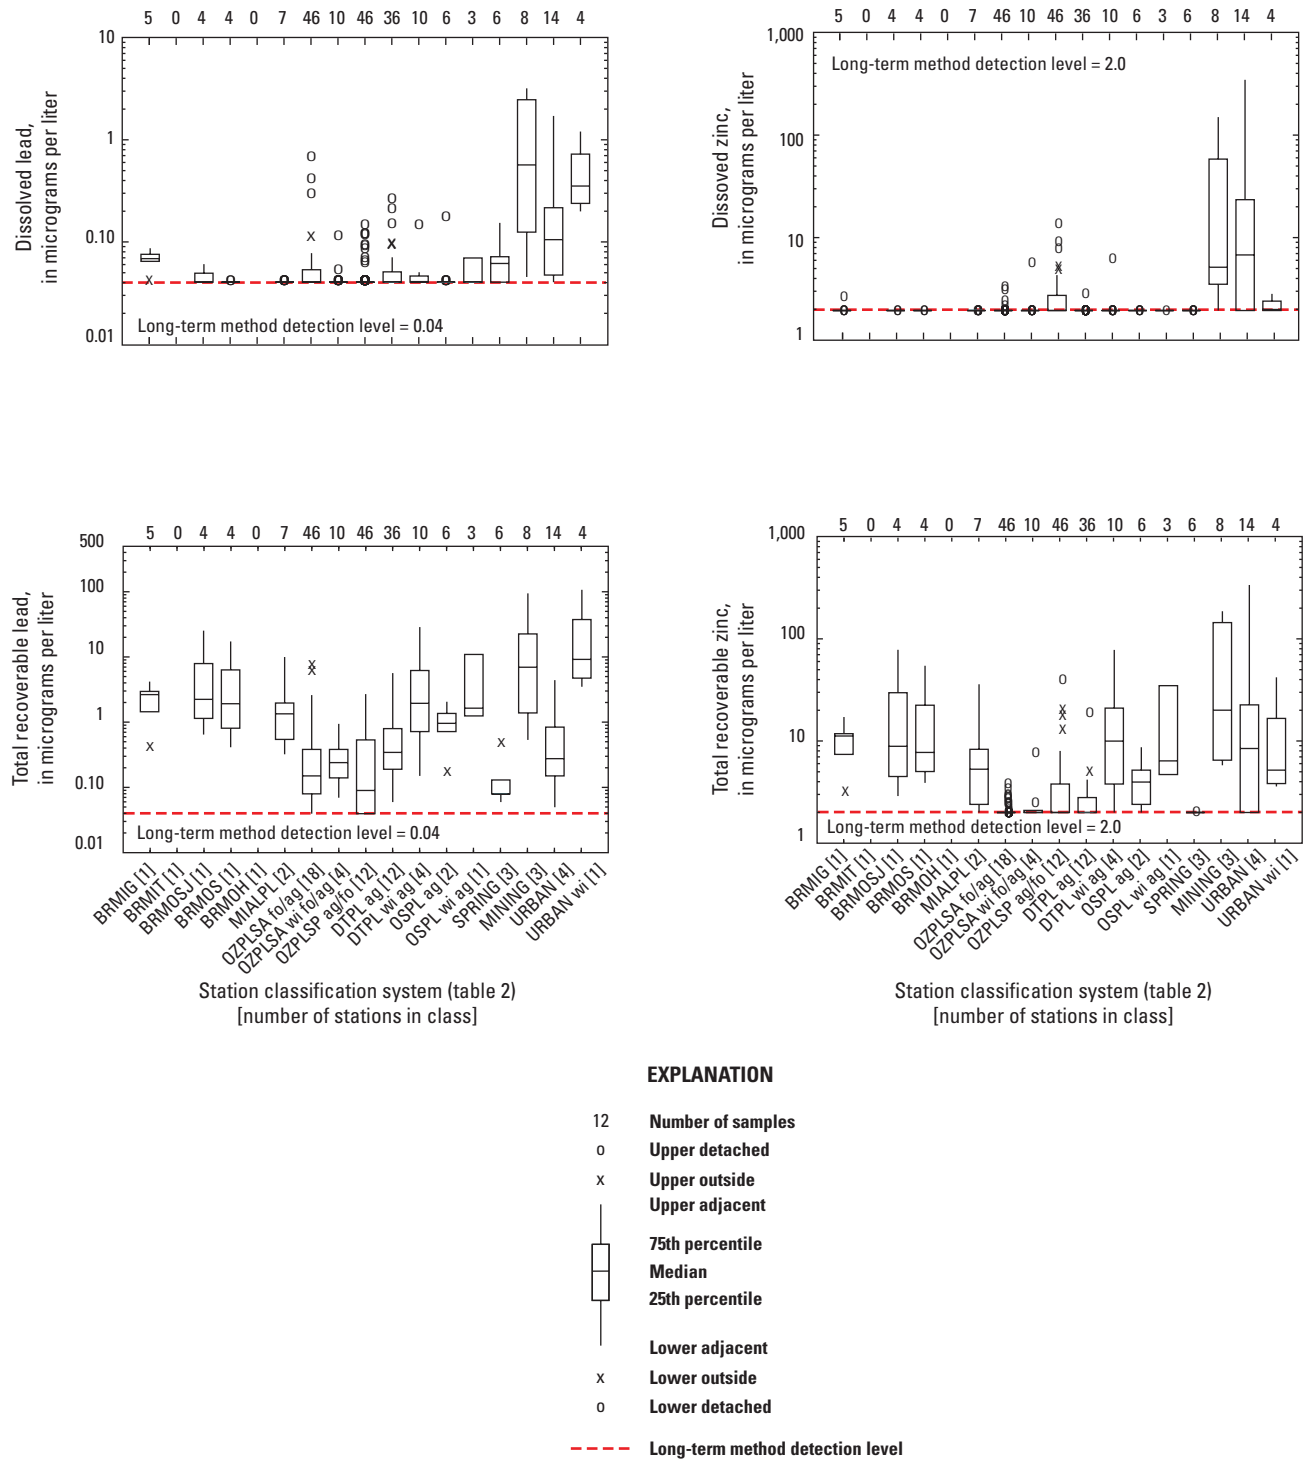 5 0 4 4 0 7 46 10 46 36 10 6 3 6 8 14 4
10
1
0.10
0.01
Dissolved lead,
in micrograms per liter
Long-term method detection level = 0.04
5 0 4 4 0 7 46 10 46 36 10 6 3 6 8 14 4
1,000
100
10
1
Dissoved zinc,
in micrograms per liter
Long-term method detection level = 2.0
5 0 4 4 0 7 46 10 46 36 10 6 3 6 8 14 4
500
100
10
1
0.10
0.01
Total recoverable lead,
in micrograms per liter
Long-term method detection level = 0.04
BRMIG [1]
BRMIT [1]
BRMOSJ [1]
BRMOS [1]
BRMOH [1]
MIALPL [2]
OZPLSA fo/ag [18]
OZPLSA wi fo/ag [4]
OZPLSP ag/fo [12]
DTPL ag [12]
DTPL wi ag [4]
OSPL ag [2]
OSPL wi ag [1]
SPRING [3]
MINING [3]
URBAN [4]
URBAN wi [1]
Station classification system (table 2)
[number of stations in class]
5 0 4 4 0 7 46 10 46 36 10 6 3 6 8 14 4
1,000
100
10
1
Total recoverable zinc,
in micrograms per liter
Long-term method detection level = 2.0
BRMIG [1]
BRMIT [1]
BRMOSJ [1]
BRMOS [1]
BRMOH [1]
MIALPL [2]
OZPLSA fo/ag [18]
OZPLSA wi fo/ag [4]
OZPLSP ag/fo [12]
DTPL ag [12]
DTPL wi ag [4]
OSPL ag [2]
OSPL wi ag [1]
SPRING [3]
MINING [3]
URBAN [4]
URBAN wi [1]
Station classification system (table 2)
[number of stations in class]
EXPLANATION
12 Number of samples
o Upper detached
x Upper outside
Upper adjacent
75th percentile
Median
25th percentile
Lower adjacent
x Lower outside
o Lower detached
Long-term method detection level